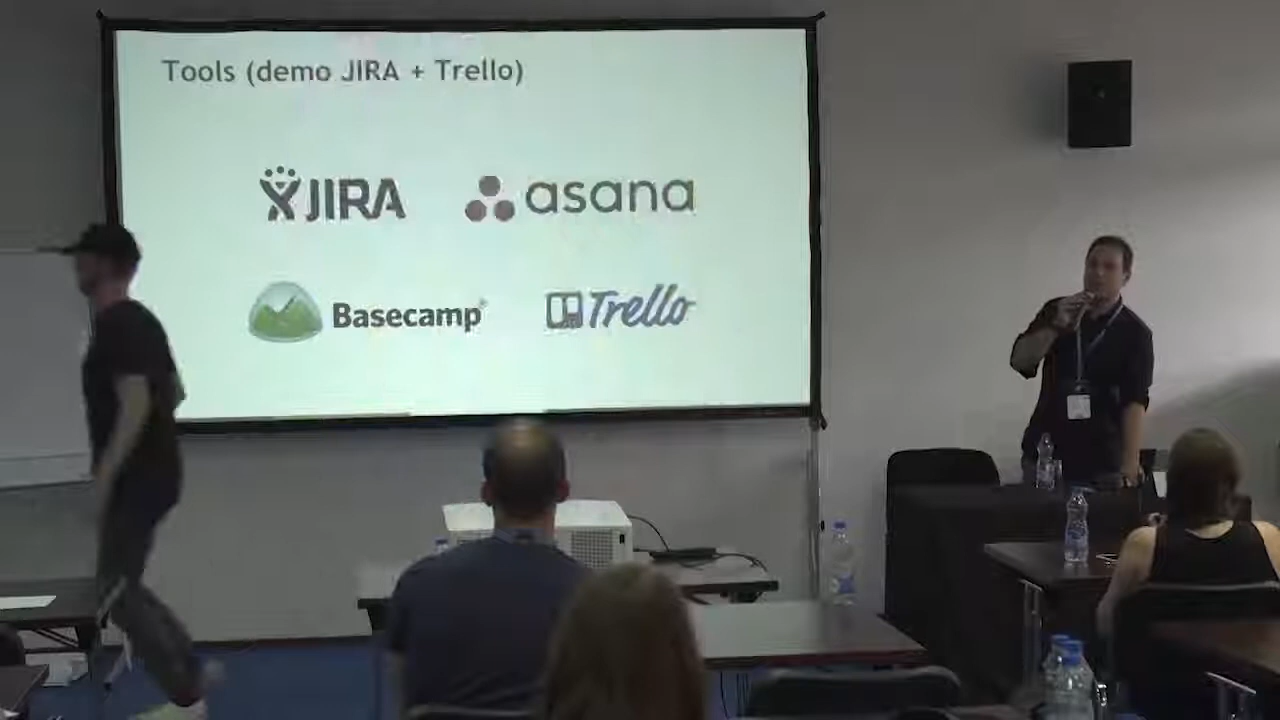 Tools (demo JIRA + Trello)
JIRA
asana
Basecamp®
Trello